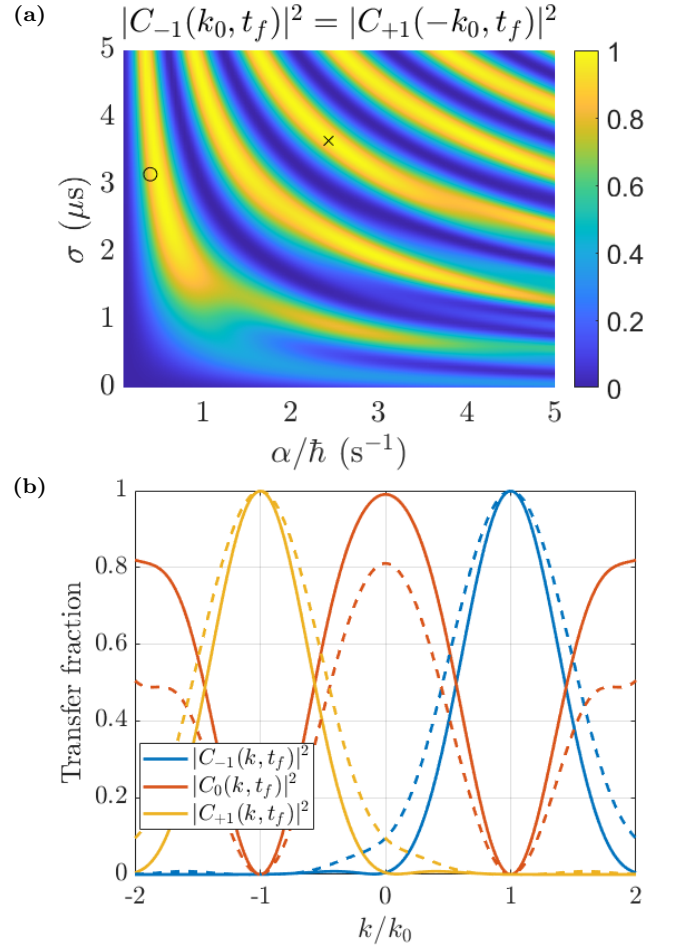 (a)
|C₋₁(k₀, t_f)|² = |C₊₁(−k₀, t_f)|²
5
4
3
2
1
0
σ (μs)
1 2 3 4 5
α/ħ (s⁻¹)
1
0.8
0.6
0.4
0.2
0
(b)
1
0.8
0.6
0.4
0.2
0
Transfer fraction
|C₋₁(k, t_f)|²
|C₀(k, t_f)|²
|C₊₁(k, t_f)|²
-2 -1 0 1 2
k/k₀